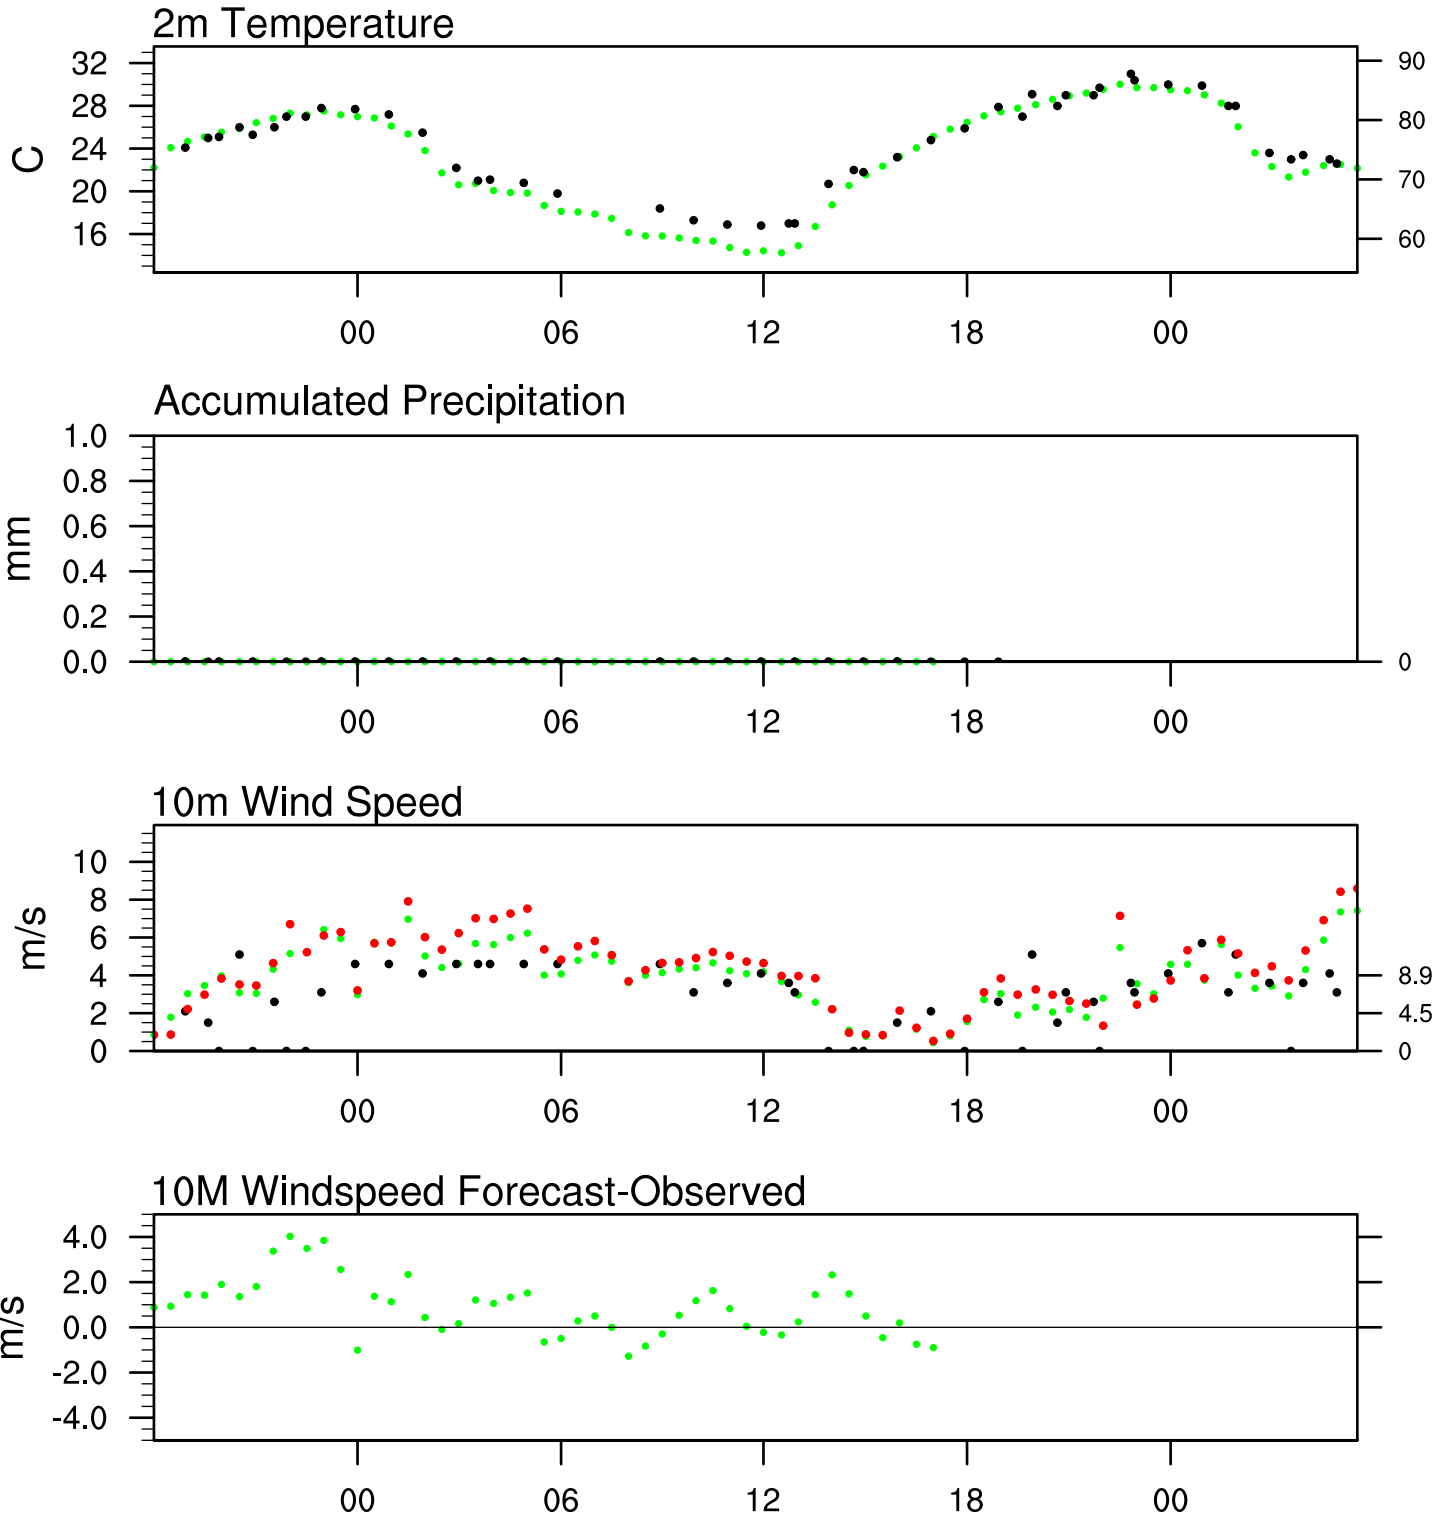 2m Temperature
32
28
24
20
16
C
90
80
70
60
00 06 12 18 00
Accumulated Precipitation
1.0
0.8
0.6
0.4
0.2
0.0
mm
0
00 06 12 18 00
10m Wind Speed
10
8
6
4
2
0
m/s
8.9
4.5
0
00 06 12 18 00
10M Windspeed Forecast-Observed
4.0
2.0
0.0
-2.0
-4.0
m/s
00 06 12 18 00